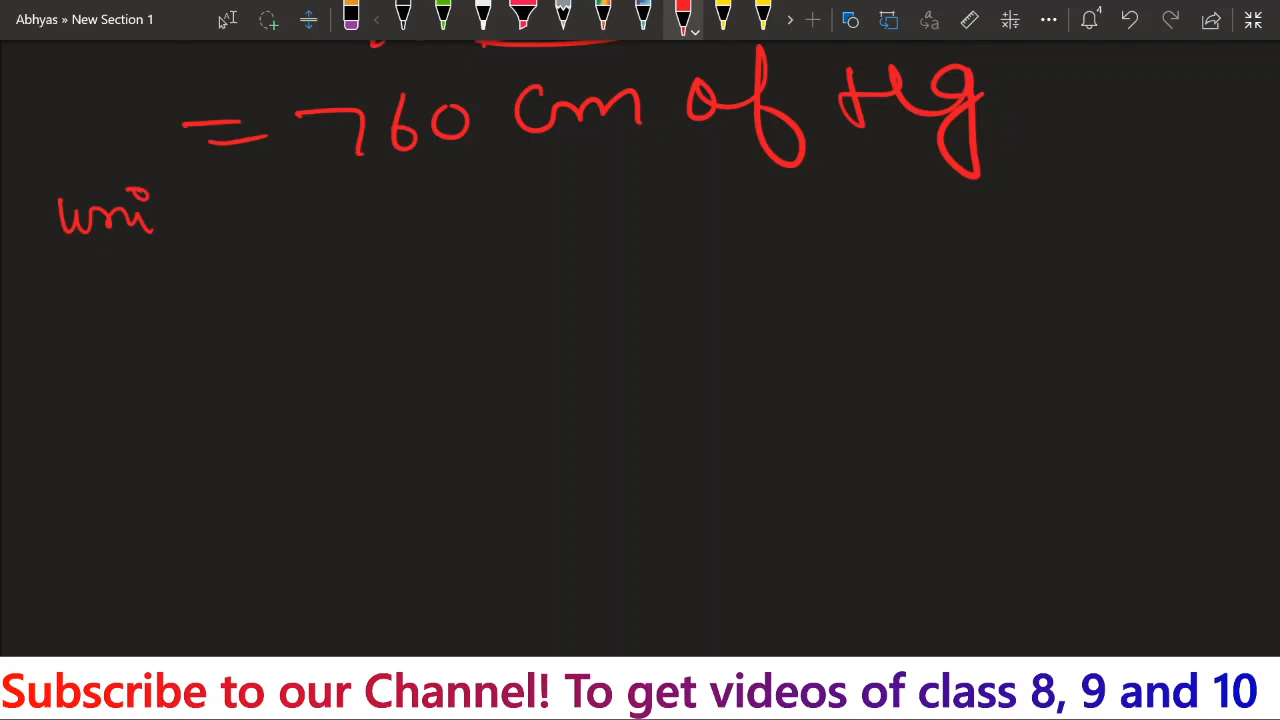 Abhyas » New Section 1
= 760 cm of Hg
uni
Subscribe to our Channel! To get videos of class 8, 9 and 10